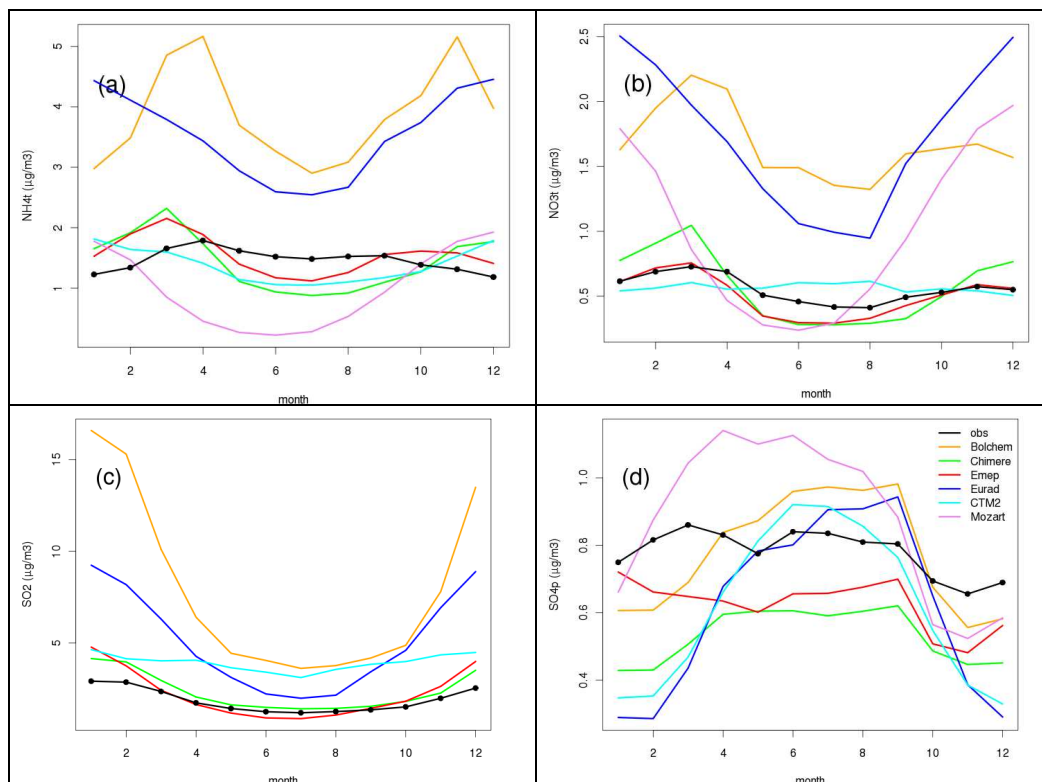 (a)
NH4t (µg/m3)
5
4
3
2
1
2 4 6 8 10 12
month
(b)
NO3t (µg/m3)
2.5
2.0
1.5
1.0
0.5
2 4 6 8 10 12
month
(c)
SO2 (µg/m3)
15
10
5
2 4 6 8 10 12
month
(d)
SO4p (µg/m3)
1.0
0.8
0.6
0.4
2 4 6 8 10 12
month
obs
Bolchem
Chimere
Emep
Eurad
CTM2
Mozart